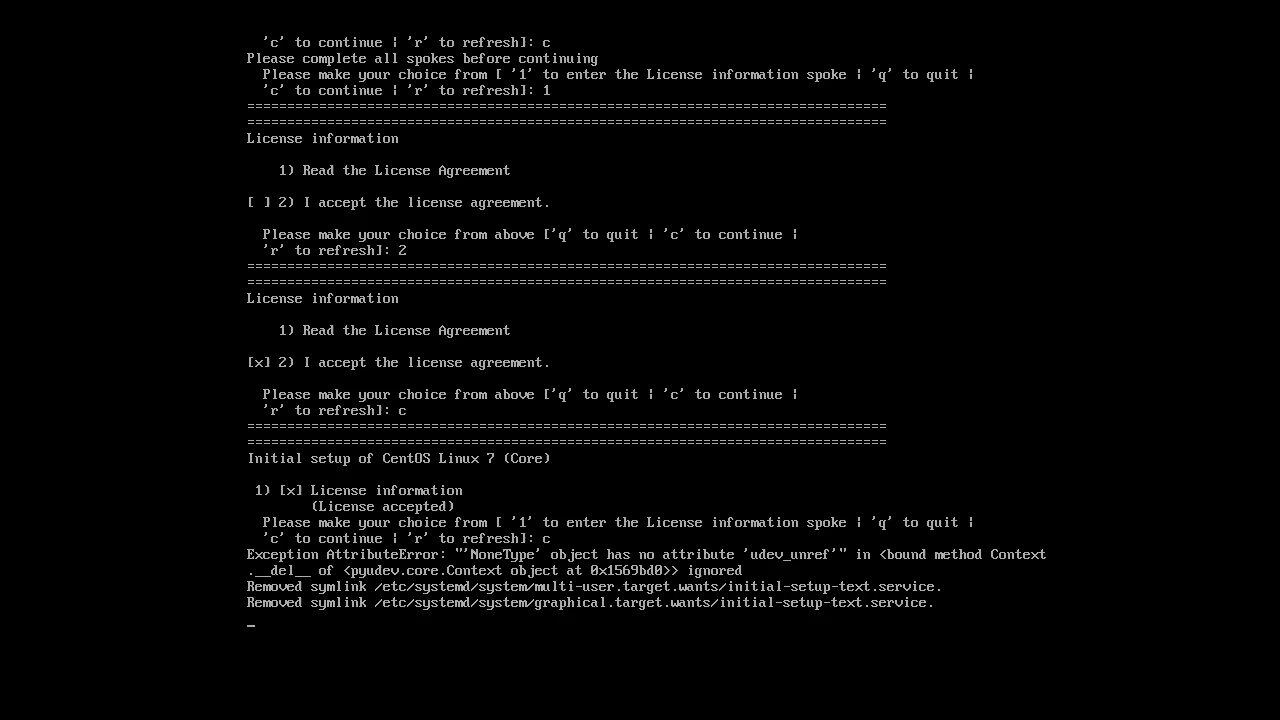 'c' to continue | 'r' to refresh]: c
Please complete all spokes before continuing
Please make your choice from [ '1' to enter the License information spoke | 'q' to quit |
'c' to continue | 'r' to refresh]: 1
================================================================================
================================================================================
License information
1) Read the License Agreement
[ ] 2) I accept the license agreement.
Please make your choice from above ['q' to quit | 'c' to continue |
'r' to refresh]: 2
================================================================================
================================================================================
License information
1) Read the License Agreement
[x] 2) I accept the license agreement.
Please make your choice from above ['q' to quit | 'c' to continue |
'r' to refresh]: c
================================================================================
================================================================================
Initial setup of CentOS Linux 7 (Core)
1) [x] License information
(License accepted)
Please make your choice from [ '1' to enter the License information spoke | 'q' to quit |
'c' to continue | 'r' to refresh]: c
Exception AttributeError: "'NoneType' object has no attribute 'udev_unref'" in <bound method Context
.__del__ of <pyudev.core.Context object at 0x1569bd0>> ignored
Removed symlink /etc/systemd/system/multi-user.target.wants/initial-setup-text.service.
Removed symlink /etc/systemd/system/graphical.target.wants/initial-setup-text.service.
_